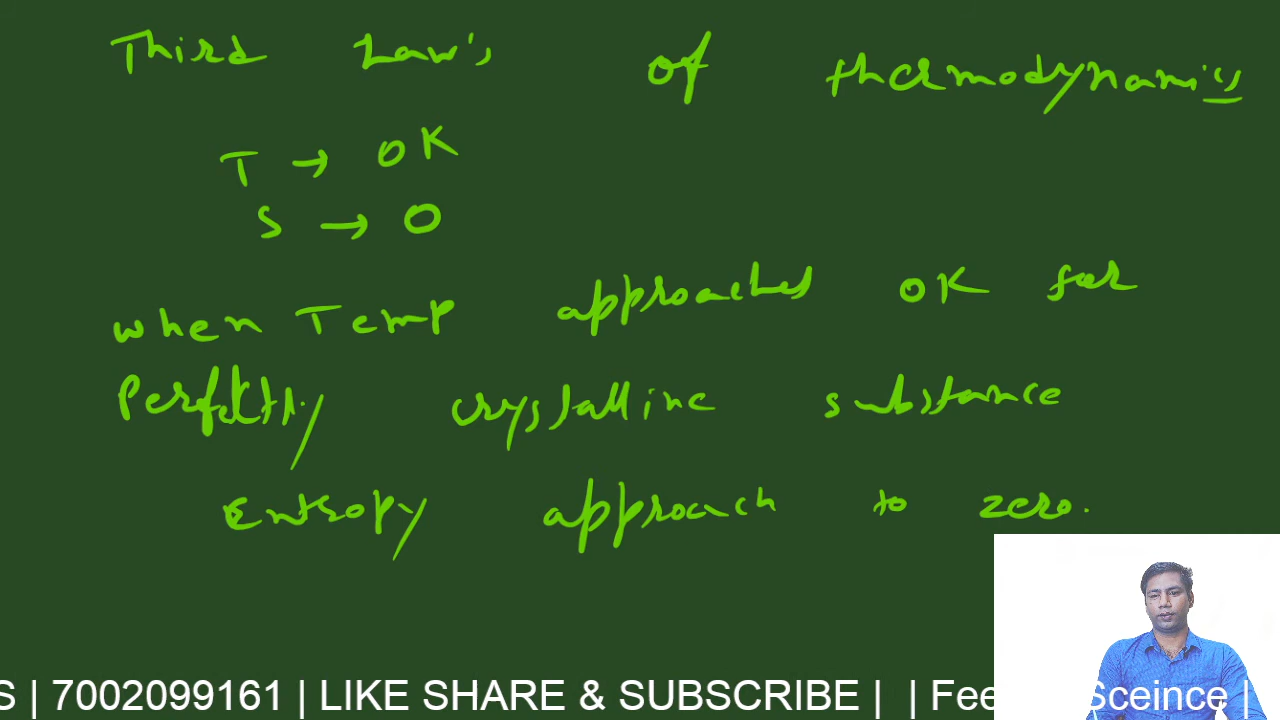 Third Law's of thermodynamics
T → 0K
S → 0
when Temp approaches 0K for
Perfectly crystalline substance
Entropy approach to zero.
S | 7002099161 | LIKE SHARE & SUBSCRIBE | | Fee Sceince |